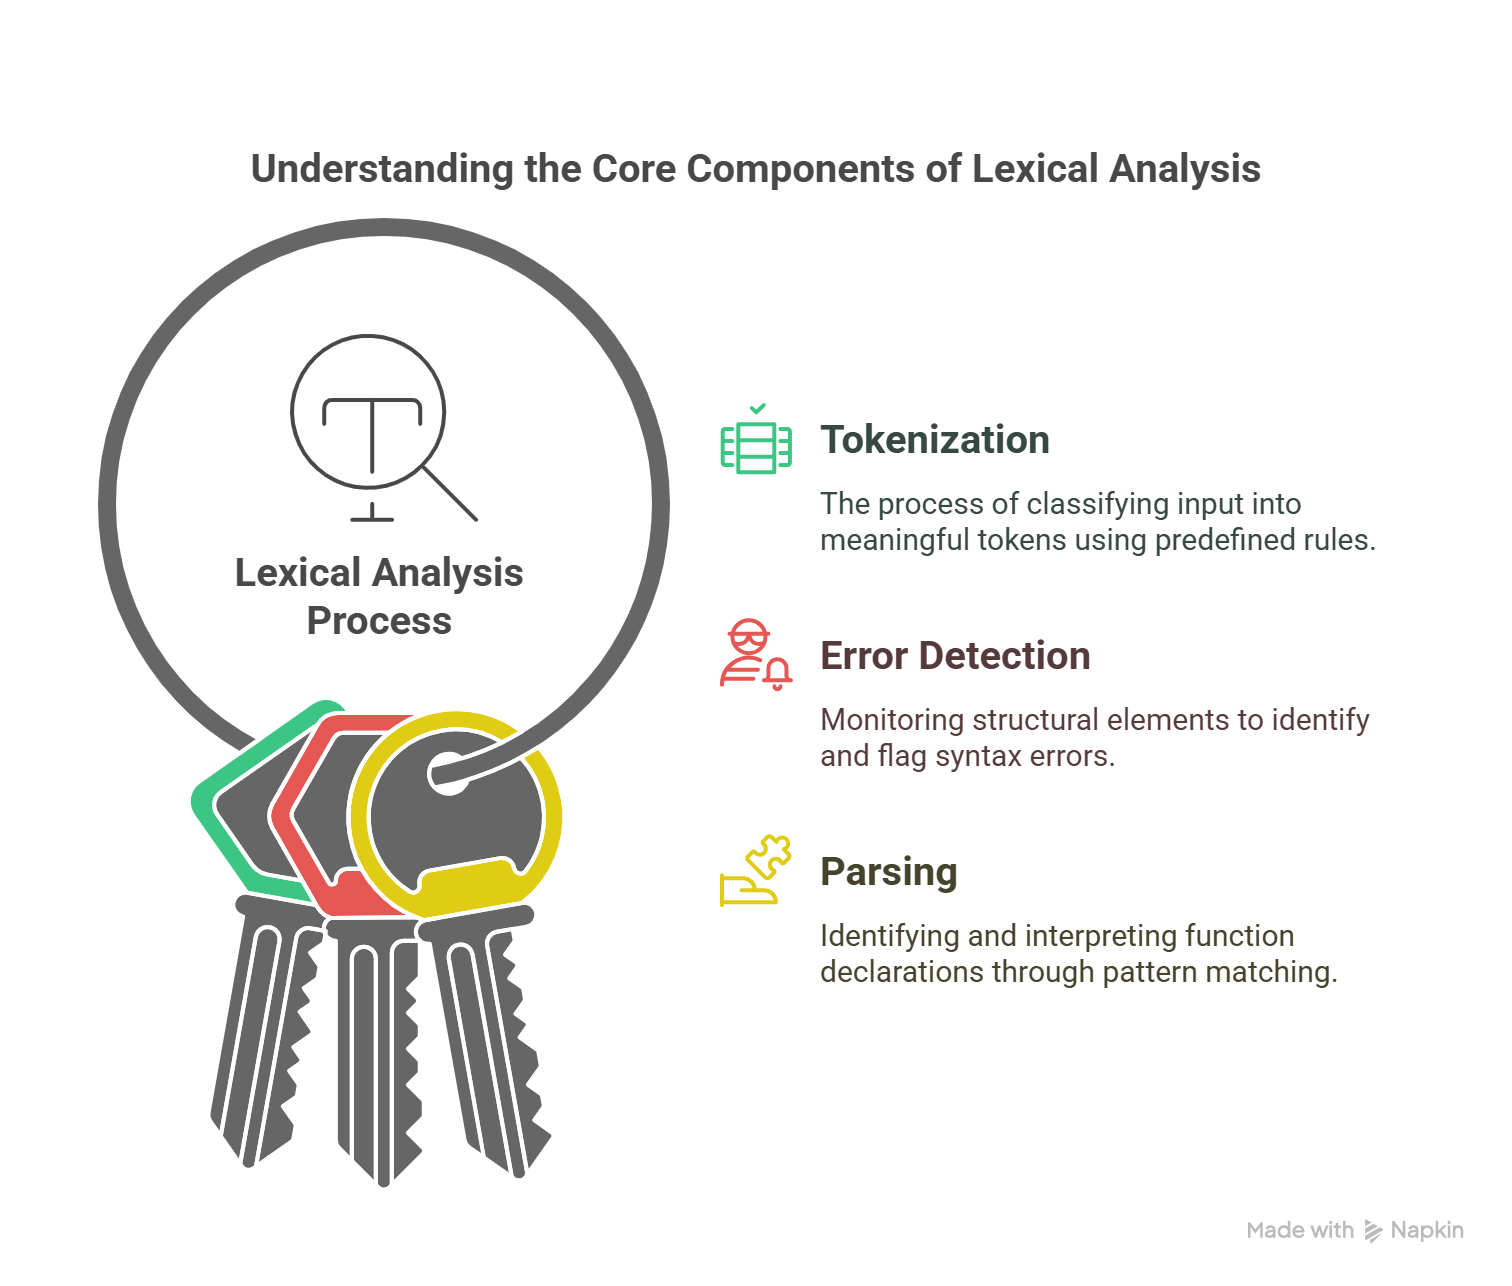 Understanding the Core Components of Lexical Analysis
Lexical Analysis
Process
Tokenization
The process of classifying input into
meaningful tokens using predefined rules.
Error Detection
Monitoring structural elements to identify
and flag syntax errors.
Parsing
Identifying and interpreting function
declarations through pattern matching.
Made with Napkin